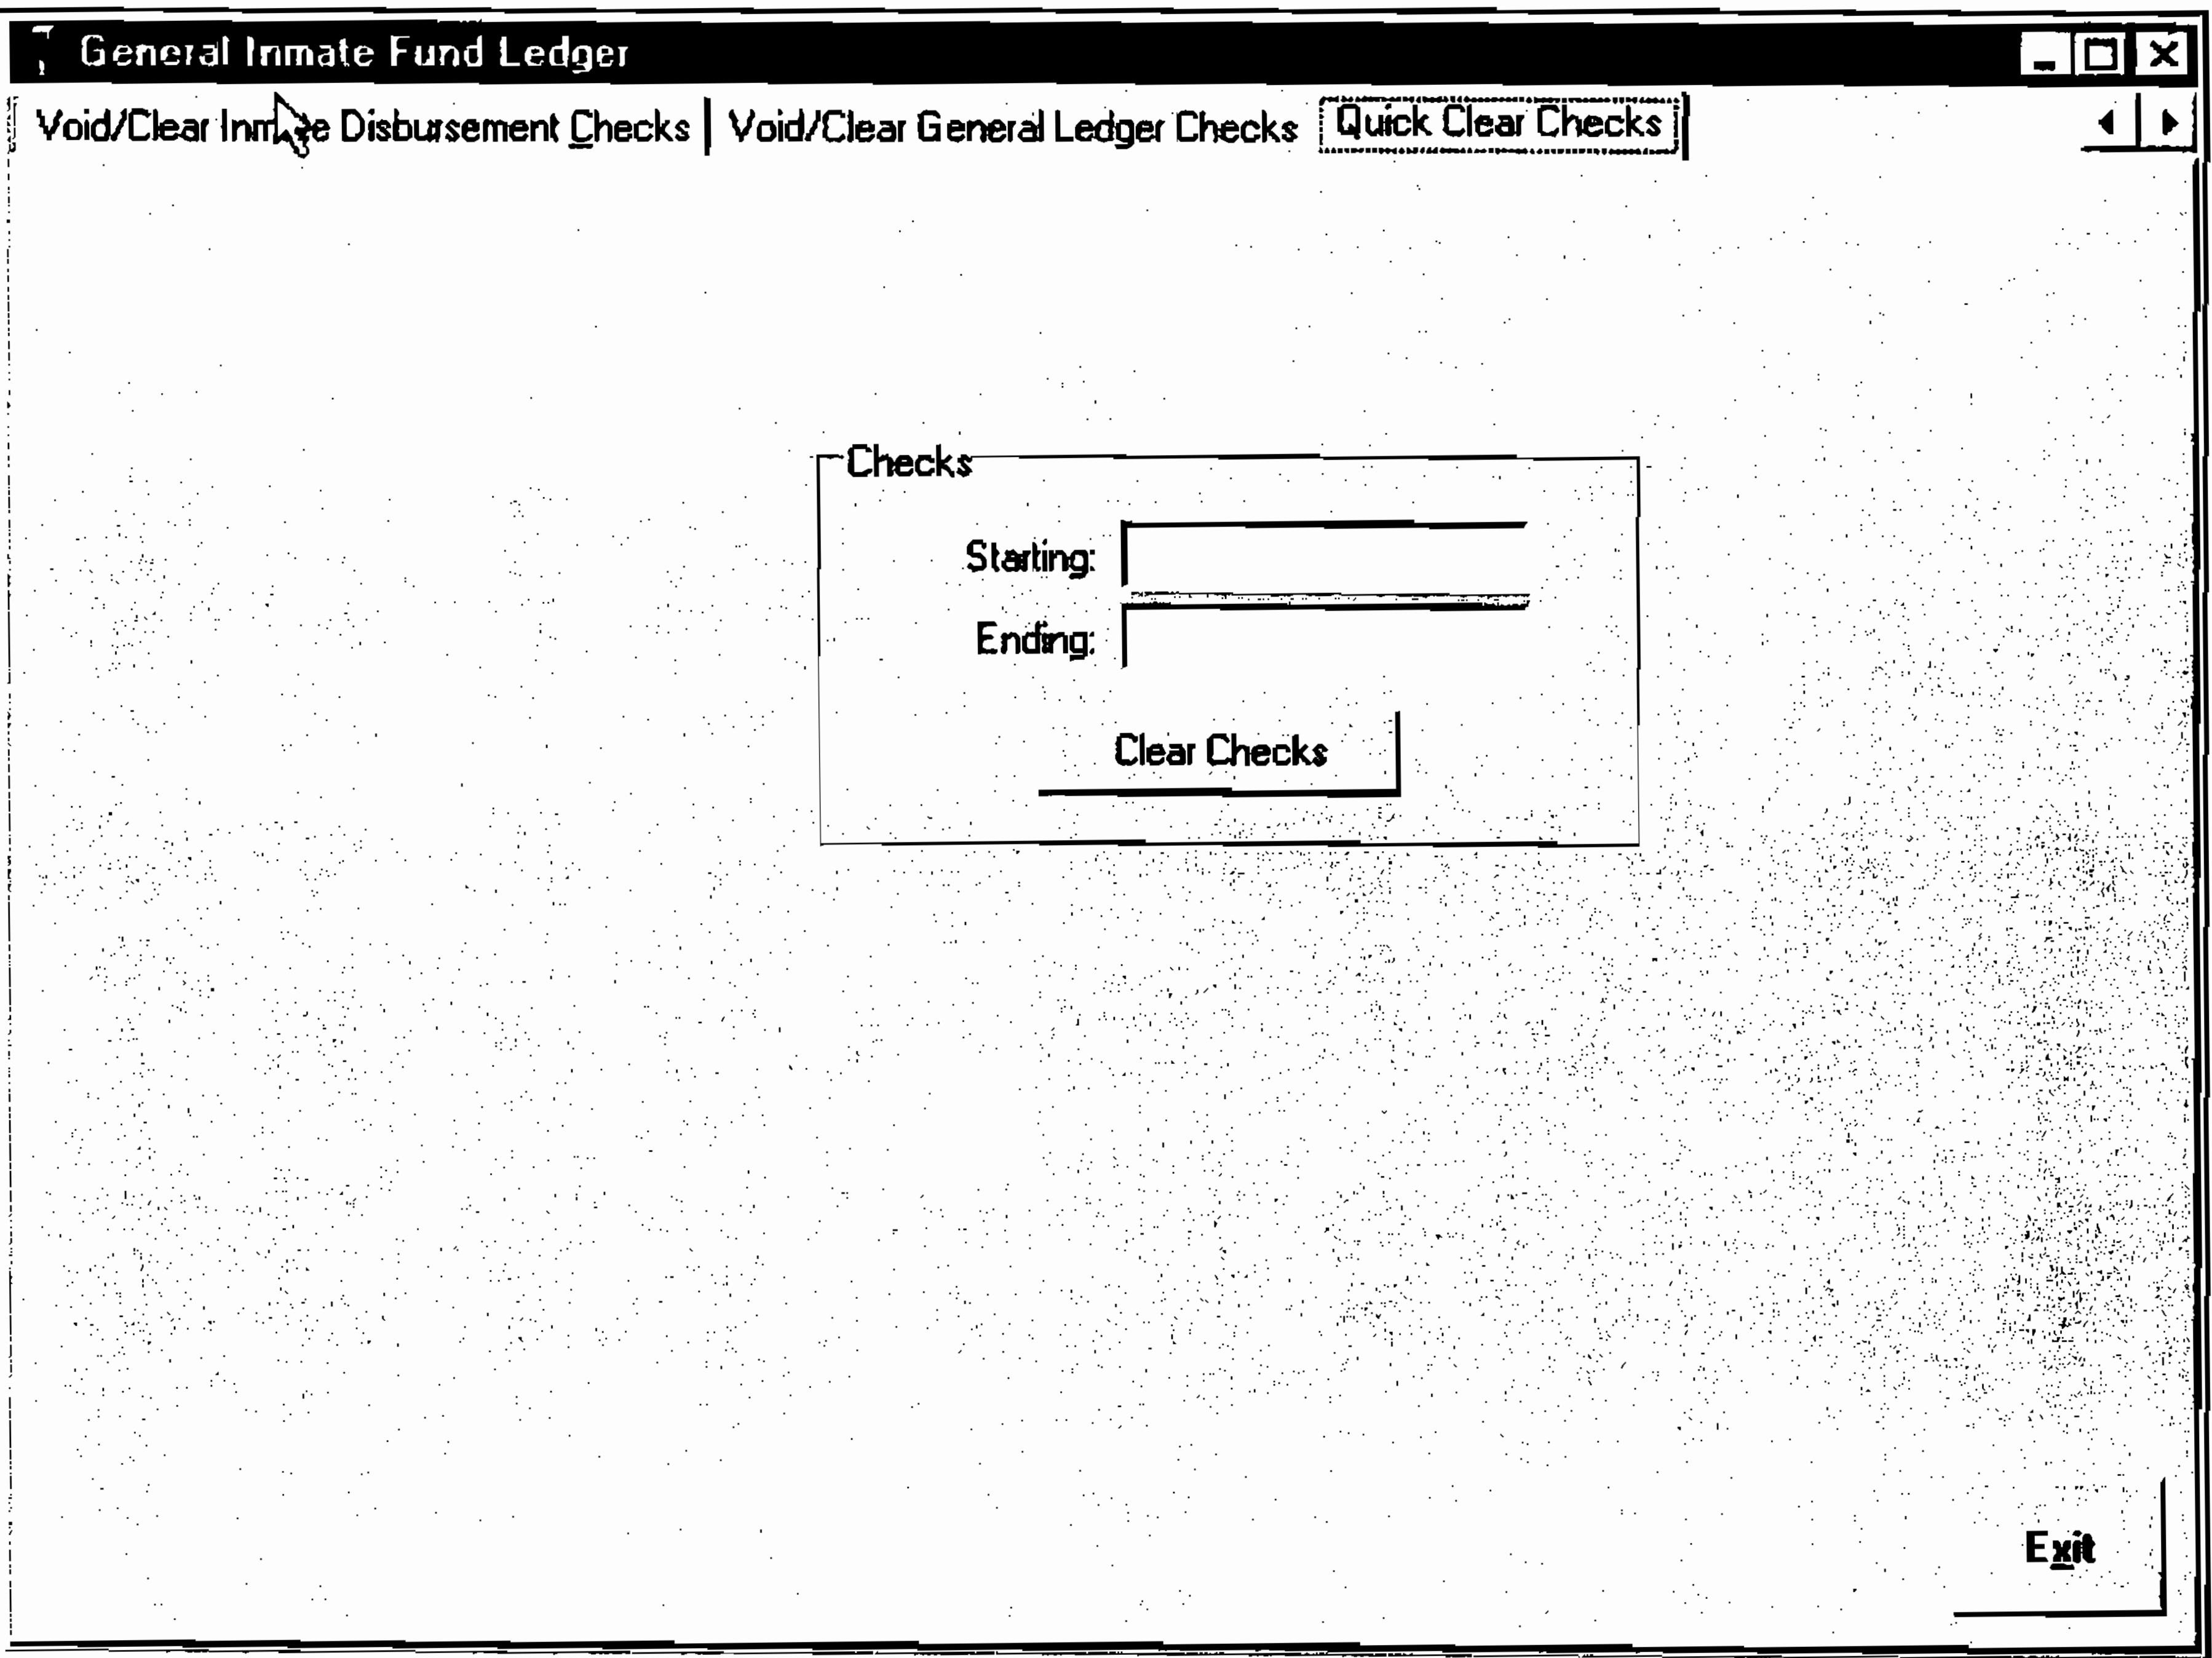 General Inmate Fund Ledger
Void/Clear Inmate Disbursement Checks Void/Clear General Ledger Checks Quick Clear Checks
Checks
Starting:
Ending:
Clear Checks
Exit